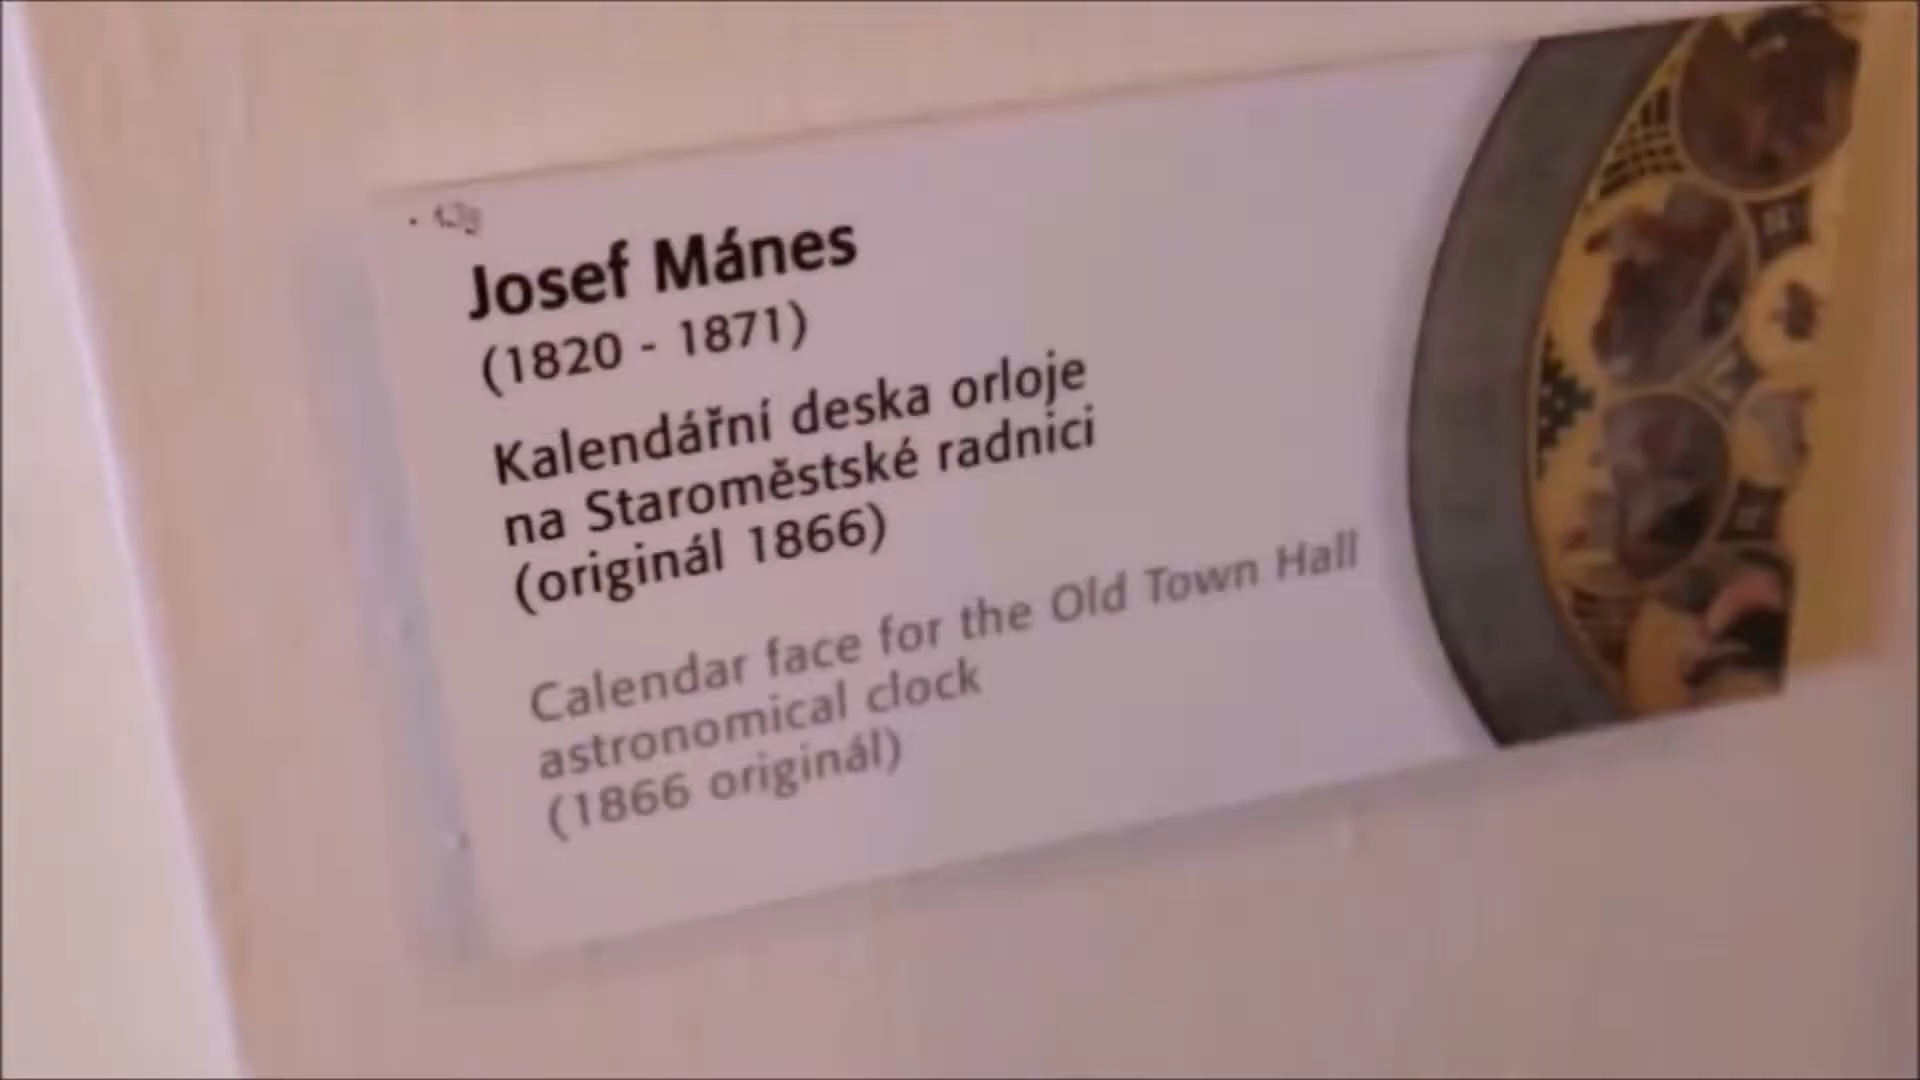 Josef Mánes
(1820 - 1871)
Kalendářní deska orloje
na Staroměstské radnici
(originál 1866)
Calendar face for the Old Town Hall
astronomical clock
(1866 originál)